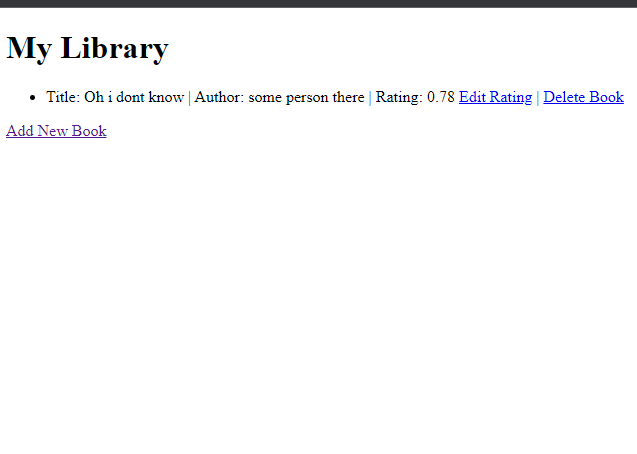 My Library
Title: Oh i dont know | Author: some person there | Rating: 0.78 Edit Rating | Delete Book
Add New Book